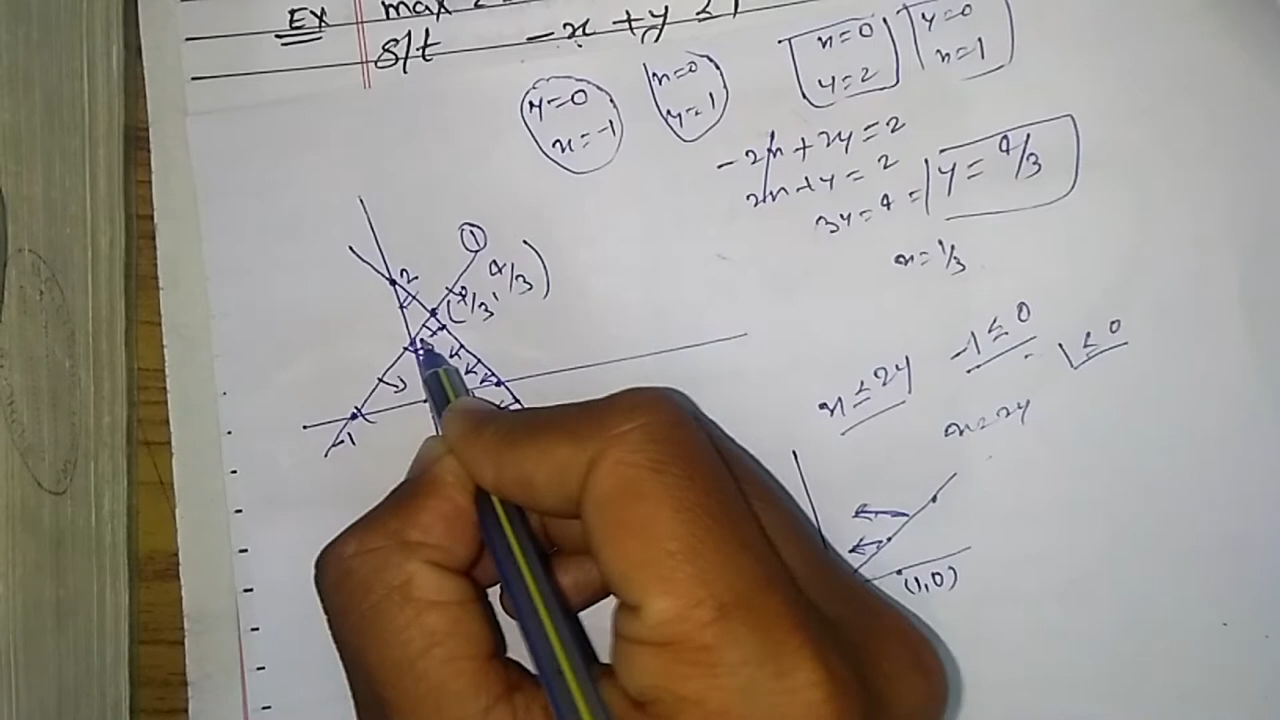 Ex
max
s/t -x + y ≤ 1
y=0
x=-1
x=0
y=1
x=0
y=2
y=0
x=1
-2x + 2y = 2
2x + y = 2
3y = 4 =
y = 4/3
x = 1/3
1
2
(1/3, 4/3)
-1
x ≤ 2y
-1 ≤ 0
1 ≤ 0
x = 2y
(1,0)